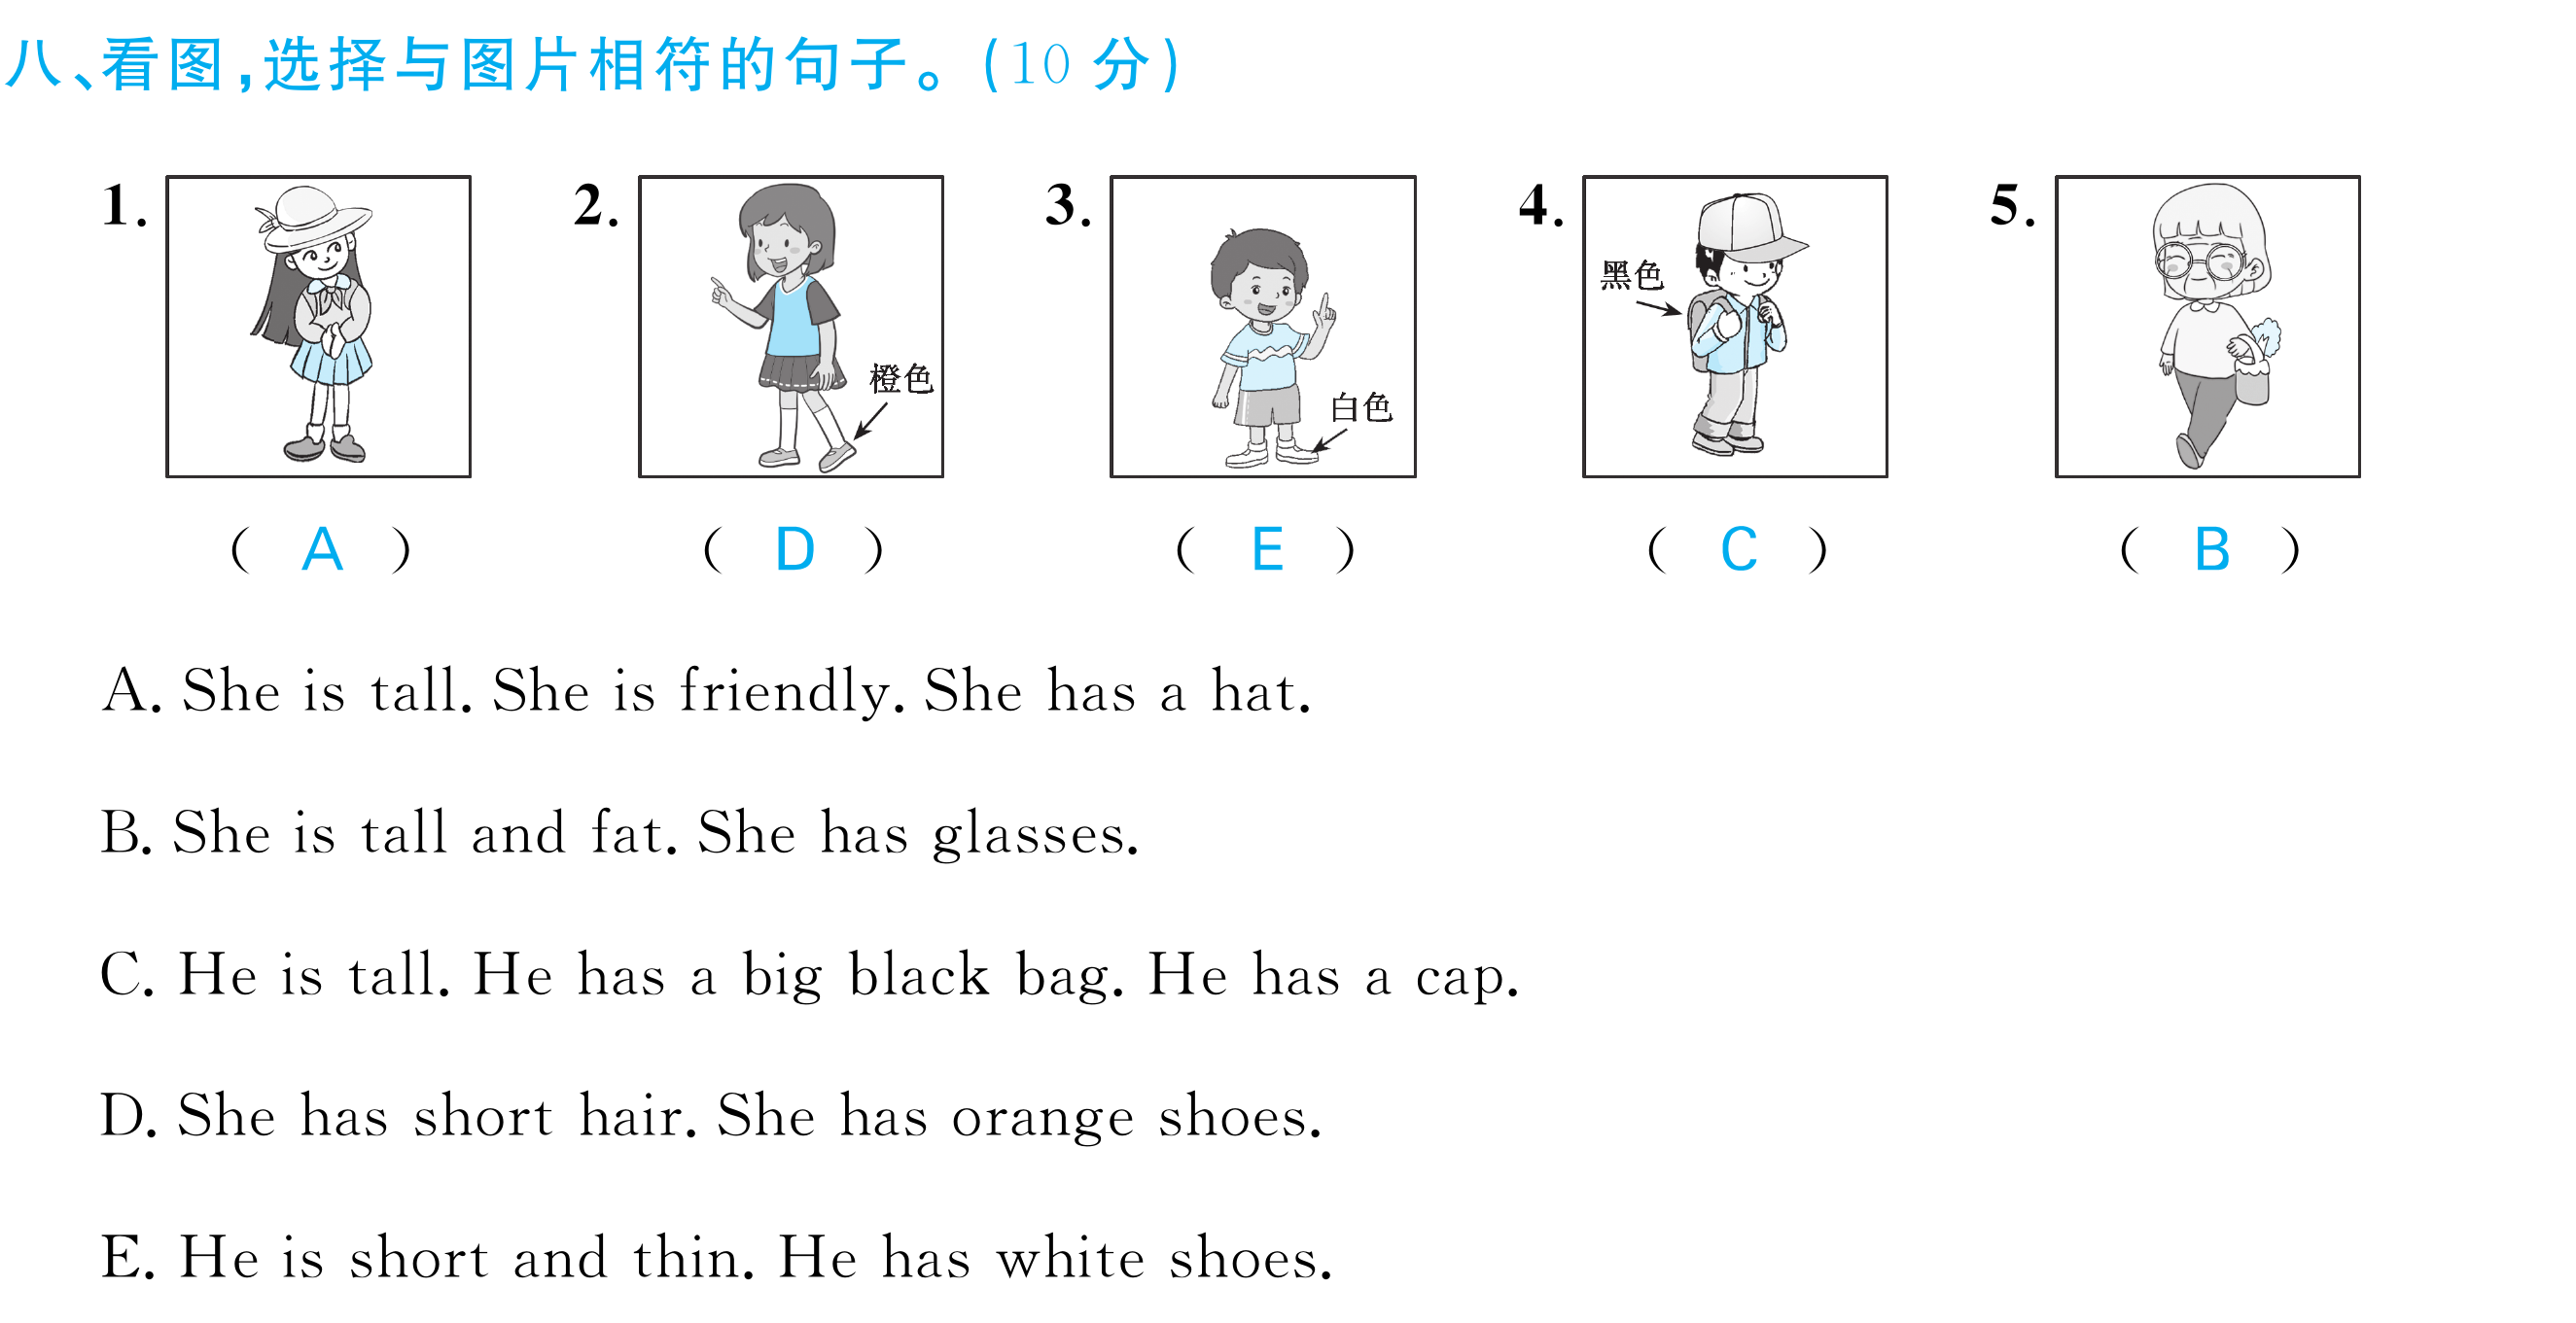 八、看图,选择与图片相符的句子。(10 分)
1. 2. 3. 4. 5.
黑色
橙色
白色
( A ) ( D ) ( E ) ( C ) ( B )
A. She is tall. She is friendly. She has a hat.
B. She is tall and fat. She has glasses.
C. He is tall. He has a big black bag. He has a cap.
D. She has short hair. She has orange shoes.
E. He is short and thin. He has white shoes.